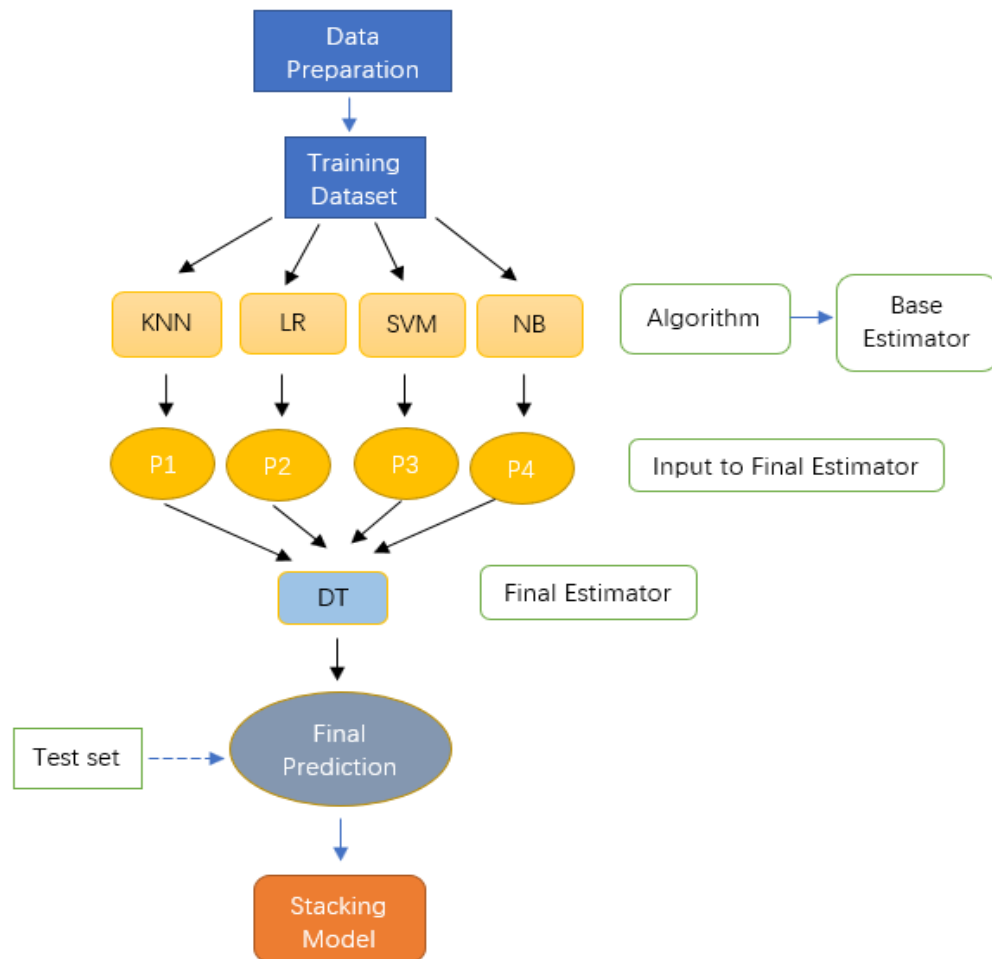 Data
Preparation
Training
Dataset
KNN
LR
SVM
NB
Algorithm
Base
Estimator
P1
P2
P3
P4
Input to Final Estimator
DT
Final Estimator
Test set
Final
Prediction
Stacking
Model